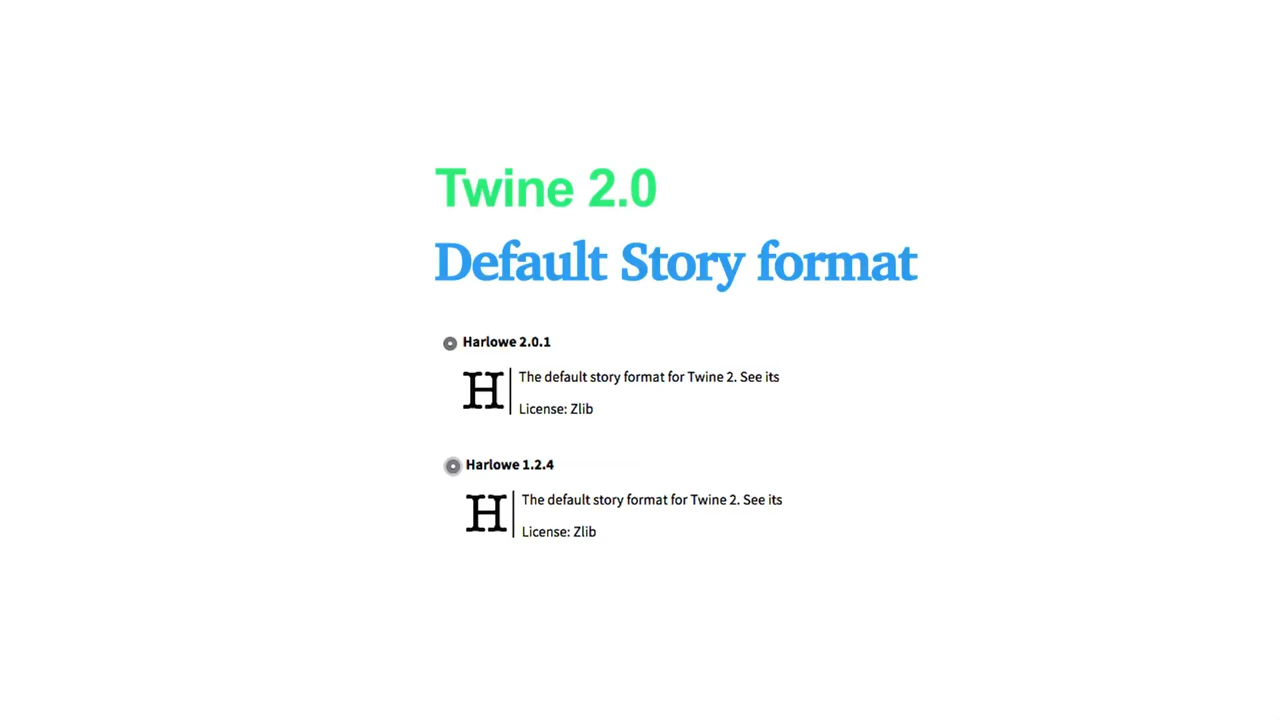 Twine 2.0
Default Story format
Harlowe 2.0.1
H
The default story format for Twine 2. See its
License: Zlib
Harlowe 1.2.4
H
The default story format for Twine 2. See its
License: Zlib